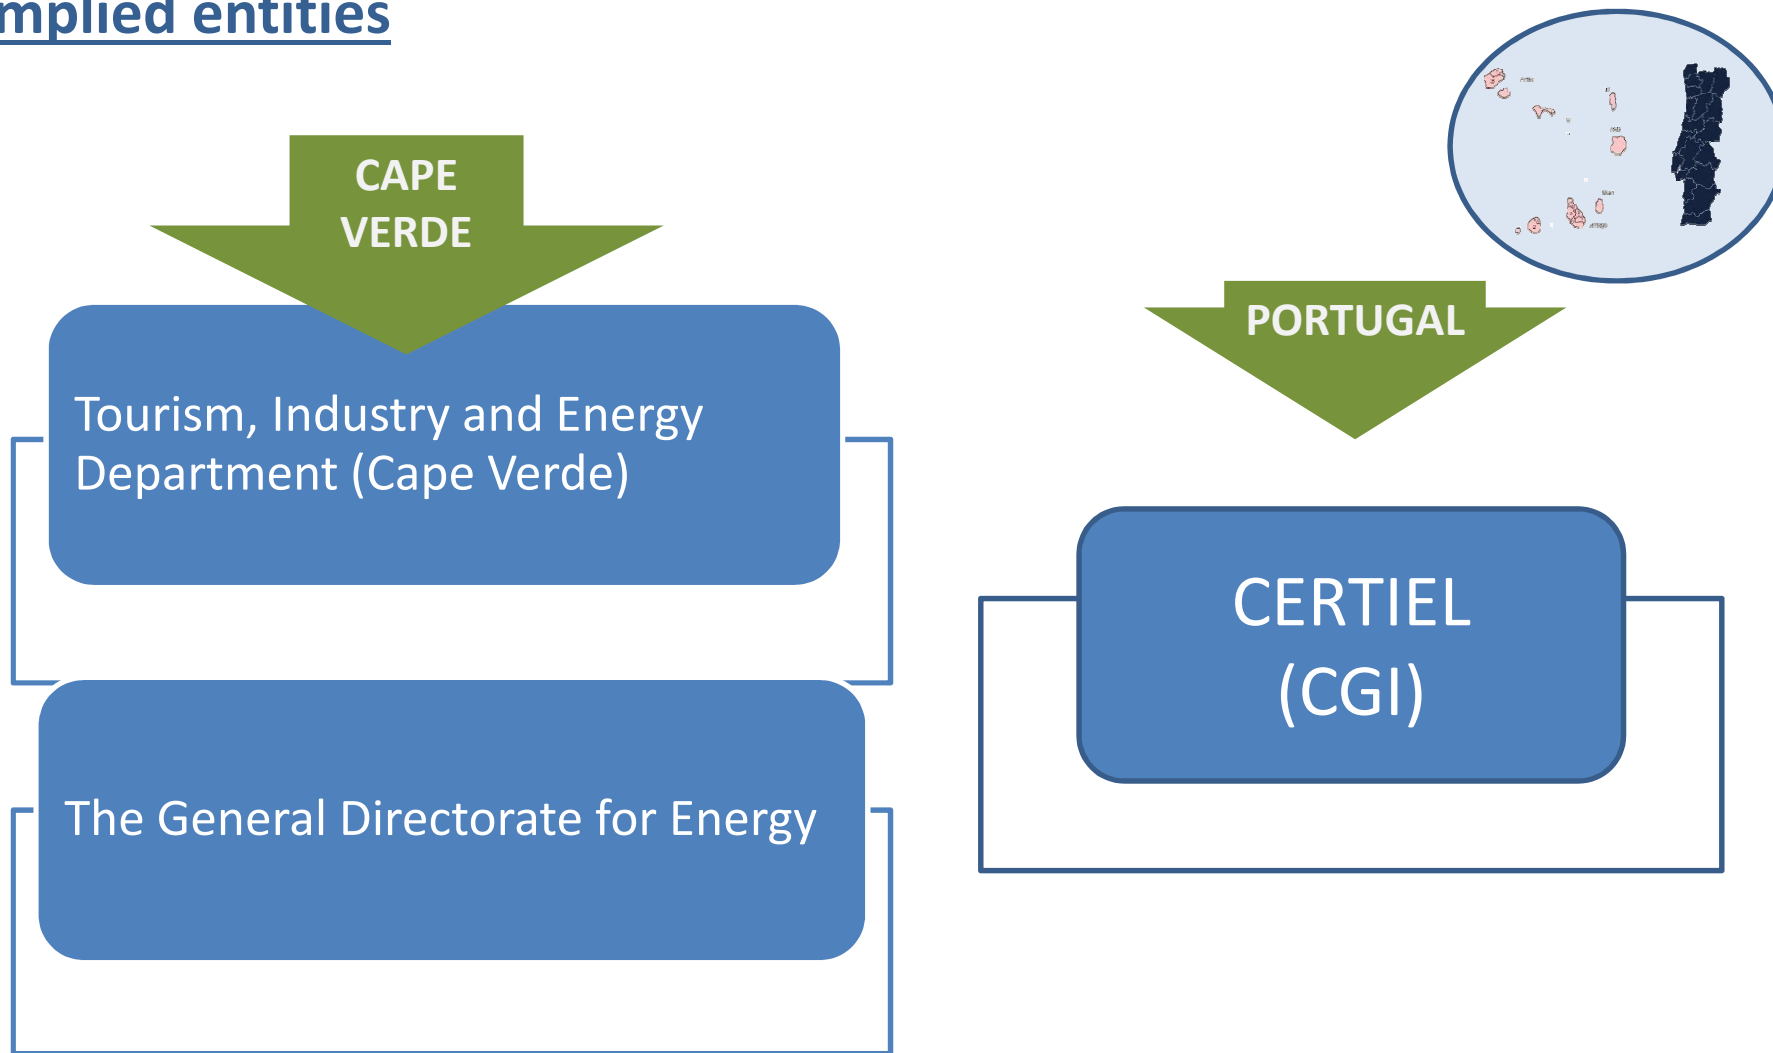 mplied entities
CAPE
VERDE
Tourism, Industry and Energy
Department (Cape Verde)
The General Directorate for Energy
PORTUGAL
CERTIEL
(CGI)